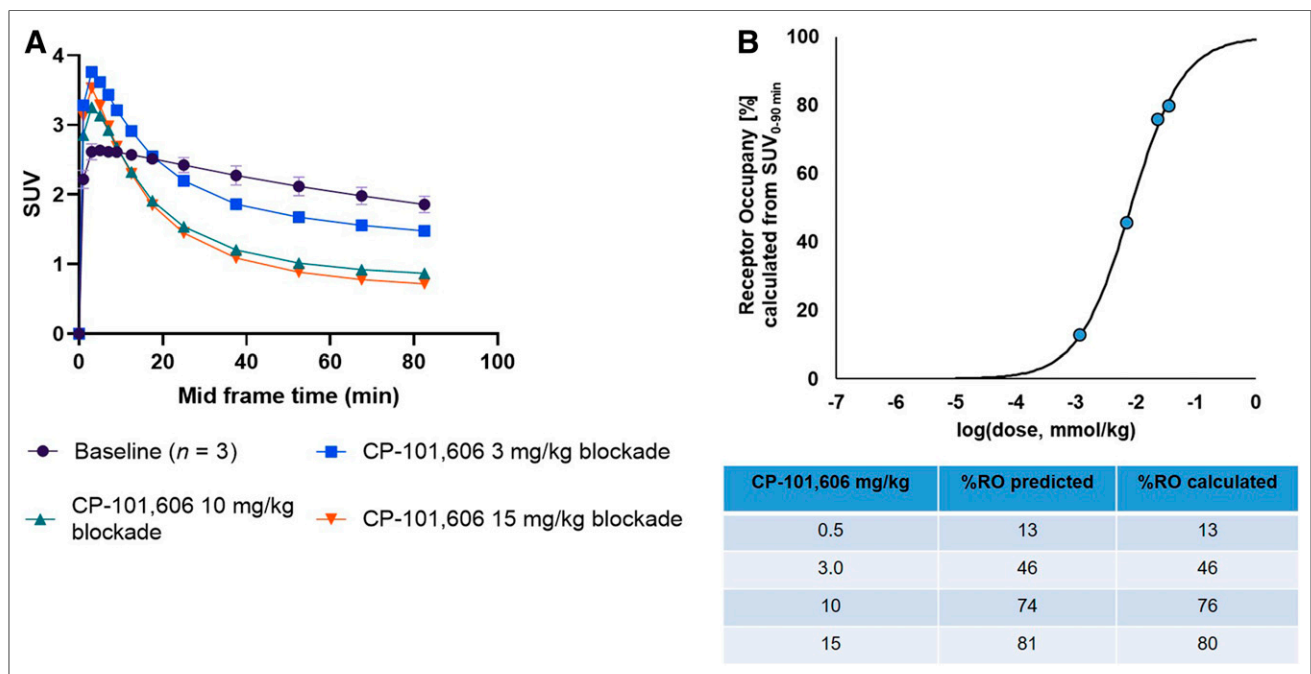 A
4
3
2
1
0
SUV
0
20
40
60
80
100
Mid frame time (min)
Baseline (n = 3)
CP-101,606 3 mg/kg blockade
CP-101,606 10 mg/kg
blockade
CP-101,606 15 mg/kg blockade
B
100
80
60
40
20
0
Receptor Occupany [%]
calculated from SUV0-90 min
-7
-6
-5
-4
-3
-2
-1
0
log(dose, mmol/kg)
CP-101,606 mg/kg %RO predicted %RO calculated
0.5 13 13
3.0 46 46
10 74 76
15 81 80